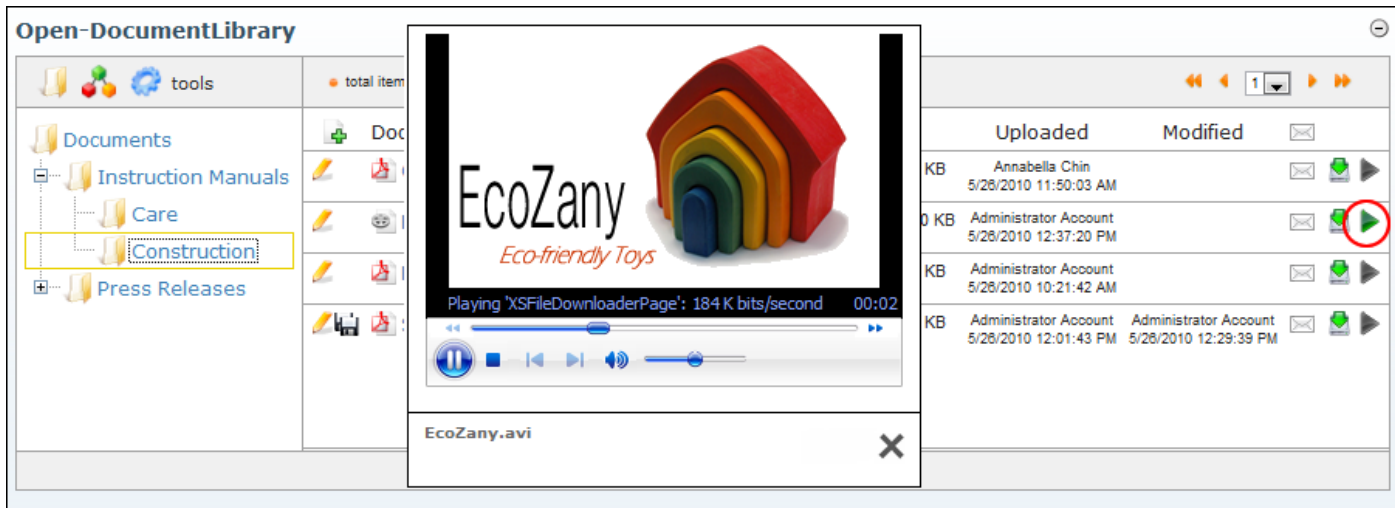 Open-DocumentLibrary
tools
total item
1
Documents
Instruction Manuals
Care
Construction
Press Releases
Doc
Uploaded
Modified
KB
Annabella Chin
5/26/2010 11:50:03 AM
0 KB
Administrator Account
5/26/2010 12:37:20 PM
KB
Administrator Account
5/26/2010 10:21:42 AM
KB
Administrator Account
5/26/2010 12:01:43 PM
Administrator Account
5/26/2010 12:29:39 PM
EcoZany
Eco-friendly Toys
Playing 'XSFileDownloaderPage': 184 K bits/second 00:02
EcoZany.avi